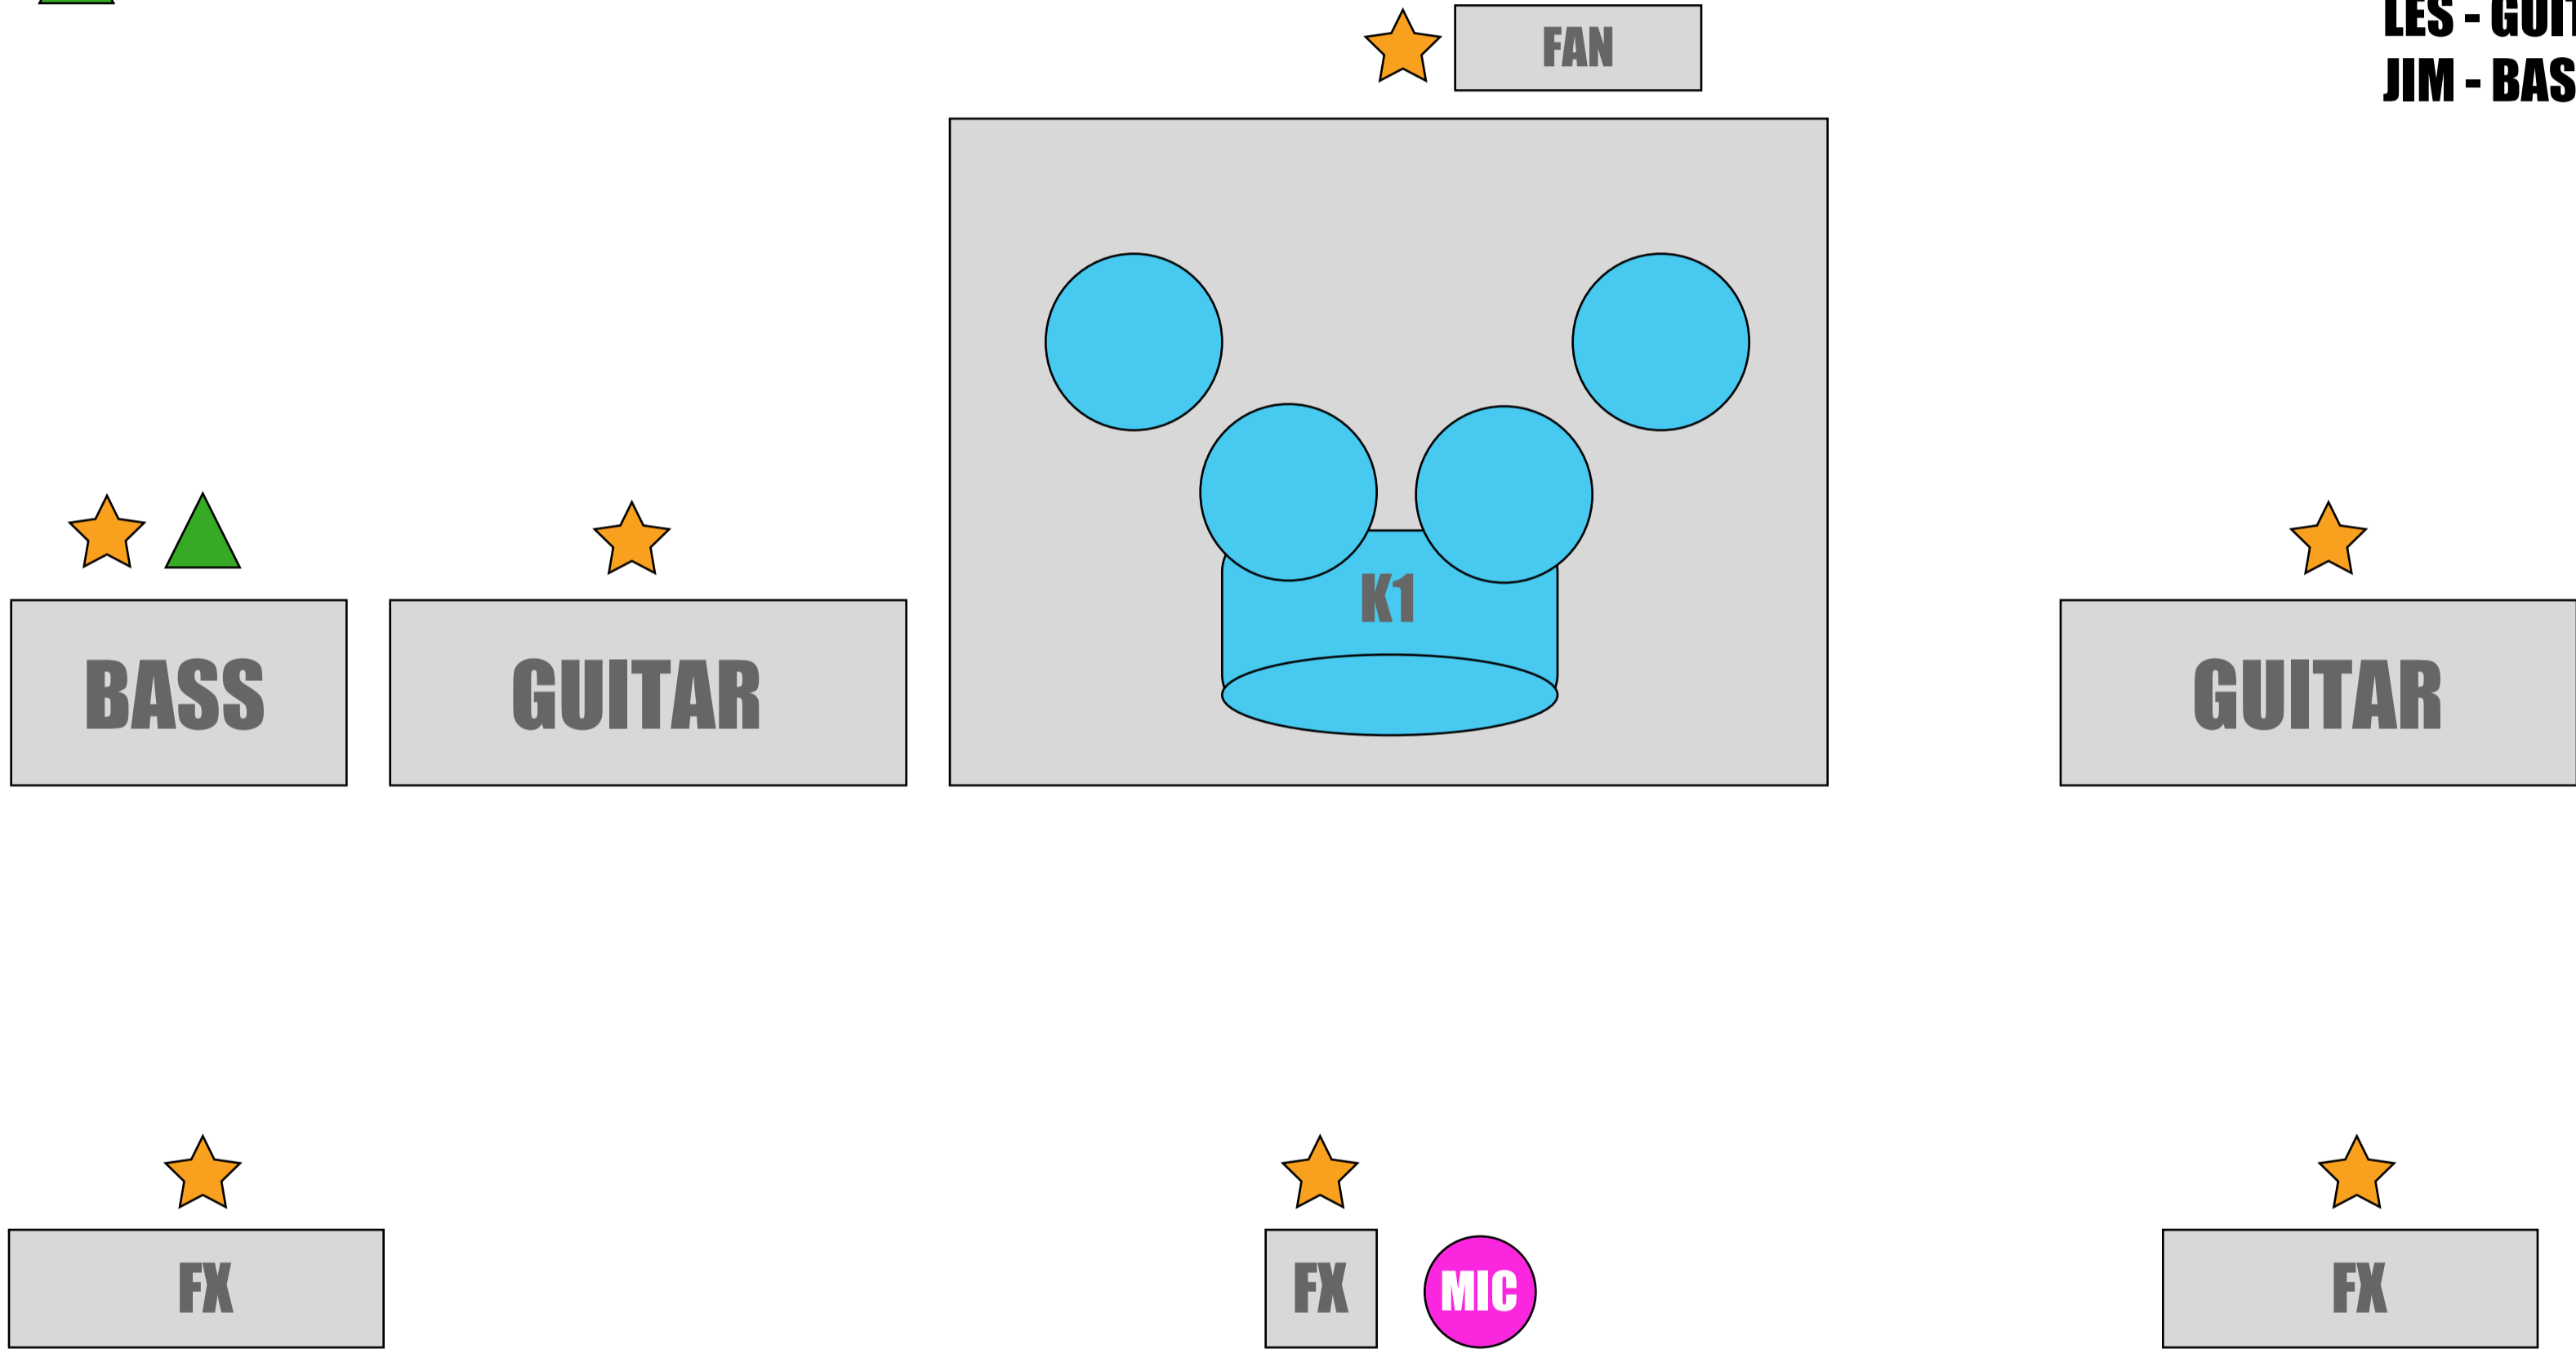 LES -
JIM -
FAN
K1
BASS
GUITAR
GUITAR
FX
FX
MIC
FX